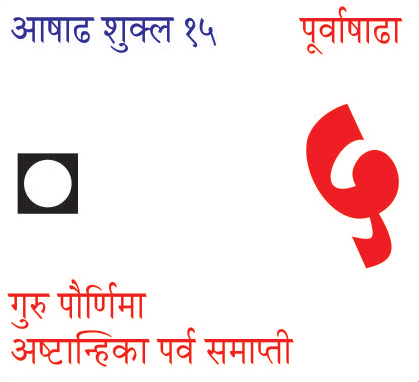 आषाढ शुक्ल १५ पूर्वाषाढा
९
गुरु पौर्णिमा
अष्टान्हिका पर्व समाप्ती